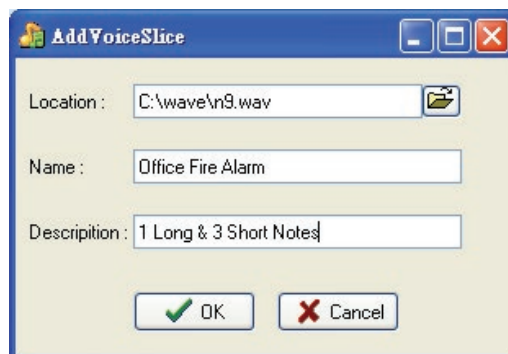 AddVoiceSlice
Location : C:\wave\n9.wav
Name : Office Fire Alarm
Descripition : 1 Long & 3 Short Notes
OK Cancel